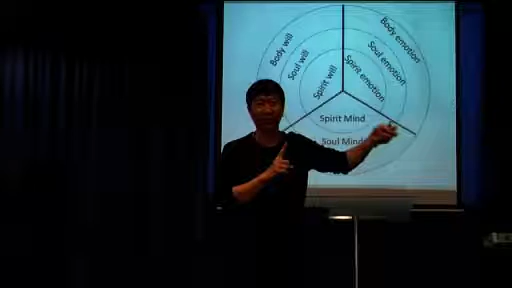 Body will
Soul will
Spirit will
Body emotion
Soul emotion
Spirit emotion
Spirit Mind
Soul Mind